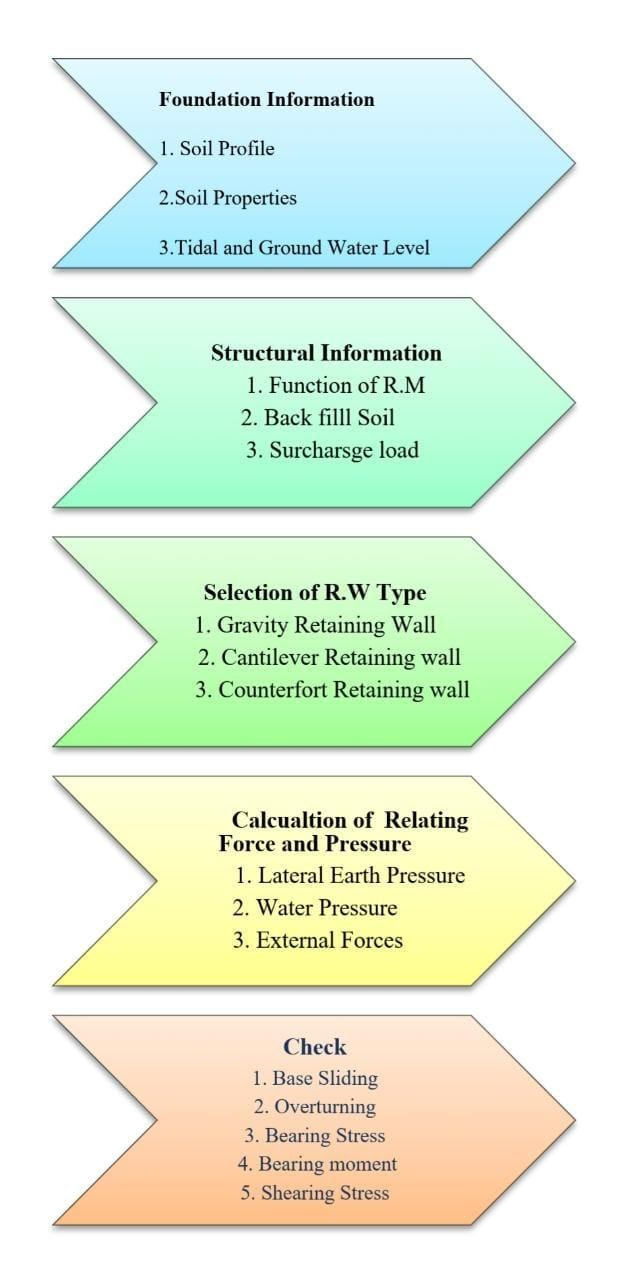 Foundation Information
1. Soil Profile
2.Soil Properties
3.Tidal and Ground Water Level
Structural Information
1. Function of R.M
2. Back filll Soil
3. Surcharsge load
Selection of R.W Type
1. Gravity Retaining Wall
2. Cantilever Retaining wall
3. Counterfort Retaining wall
Calcualtion of Relating
Force and Pressure
1. Lateral Earth Pressure
2. Water Pressure
3. External Forces
Check
1. Base Sliding
2. Overturning
3. Bearing Stress
4. Bearing moment
5. Shearing Stress